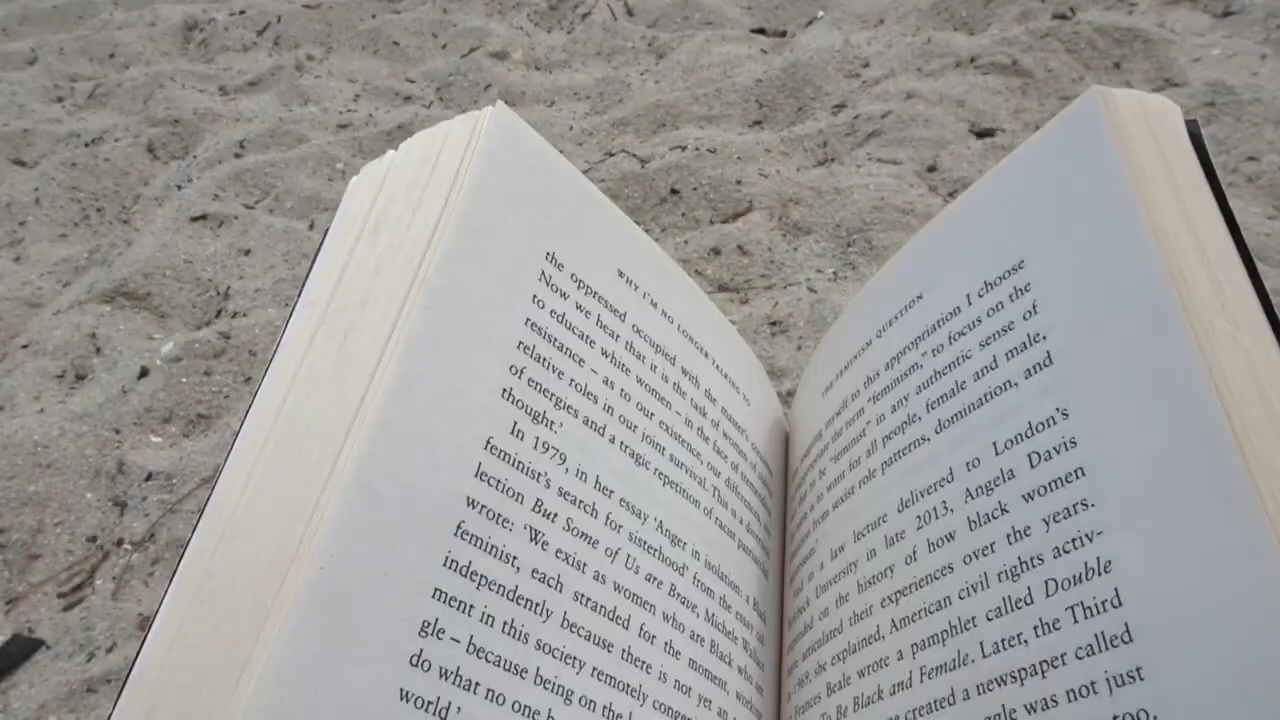 WHY I'M NO LONGER TALKING TO
the oppressed occupied with the master's
Now we hear that it is the task of women of
to educate white women – in the face of
resistance – as to our existence, our differences, our
relative roles in our joint survival. This is a
of energies and a tragic repetition of racist
thought.'
In 1979, in her essay 'Anger in isolation: a Black
feminist's search for sisterhood' from the essay
lection But Some of Us are Brave, Michele Wallace
wrote: 'We exist as women who are Black who are
feminist, each stranded for the moment, working
independently because there is not yet an
ment in this society remotely
gle – because being on the
do what no one
world.'
THE FEMINISM QUESTION
myself to this appropriation I choose
the term "feminism," to focus on the
to be "feminist" in any authentic sense of
is to want for all people, female and male,
from sexist role patterns, domination, and
in a law lecture delivered to London's
University in late 2013, Angela Davis
on the history of how black women
articulated their experiences over the years.
1969, she explained, American civil rights activ-
Frances Beale wrote a pamphlet called Double
To Be Black and Female. Later, the Third
created a newspaper called
was not just
too,